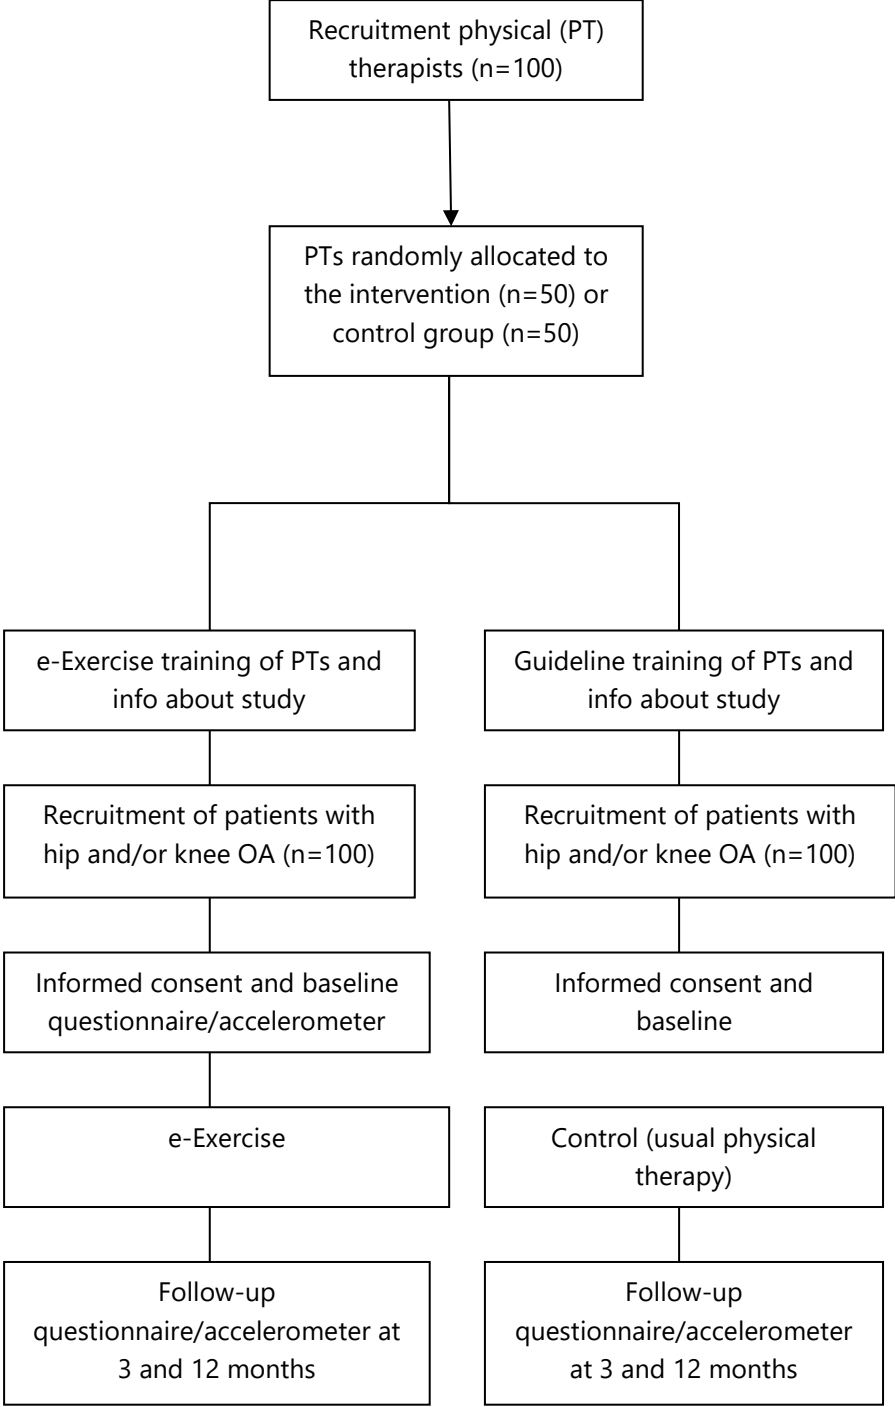 Recruitment physical (PT)
therapists (n=100)
PTs randomly allocated to
the intervention (n=50) or
control group (n=50)
e-Exercise training of PTs and
info about study
Guideline training of PTs and
info about study
Recruitment of patients with
hip and/or knee OA (n=100)
Recruitment of patients with
hip and/or knee OA (n=100)
Informed consent and baseline
questionnaire/accelerometer
Informed consent and
baseline
e-Exercise
Control (usual physical
therapy)
Follow-up
questionnaire/accelerometer at
3 and 12 months
Follow-up
questionnaire/accelerometer
at 3 and 12 months